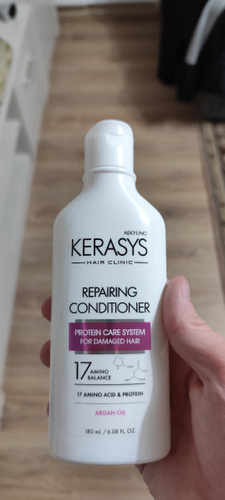 AEKYUNG
KERASYS
HAIR CLINIC
REPAIRING
CONDITIONER
PROTEIN CARE SYSTEM
FOR DAMAGED HAIR
17 AMINO
BALANCE
17 AMINO ACID & PROTEIN
ARGAN OIL
180 mL / 6.08 FL. OZ.